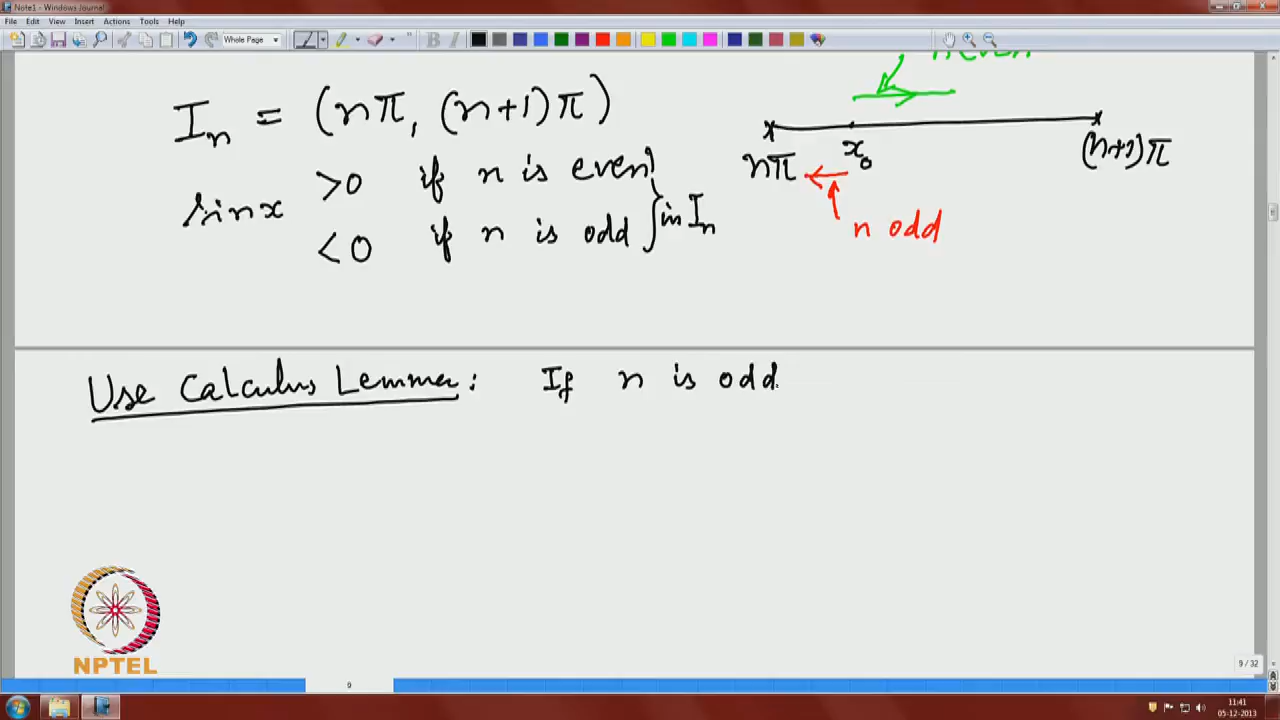 Note1 - Windows Journal
File Edit View Insert Actions Tools Help
Whole Page
n even
I_n = (nπ, (n+1)π)
nπ x_0 (n+1)π
sin x >0 if n is even
<0 if n is odd } in I_n
n odd
Use Calculus Lemma: If n is odd
NPTEL
9 / 32
9
11:41
05-12-2013